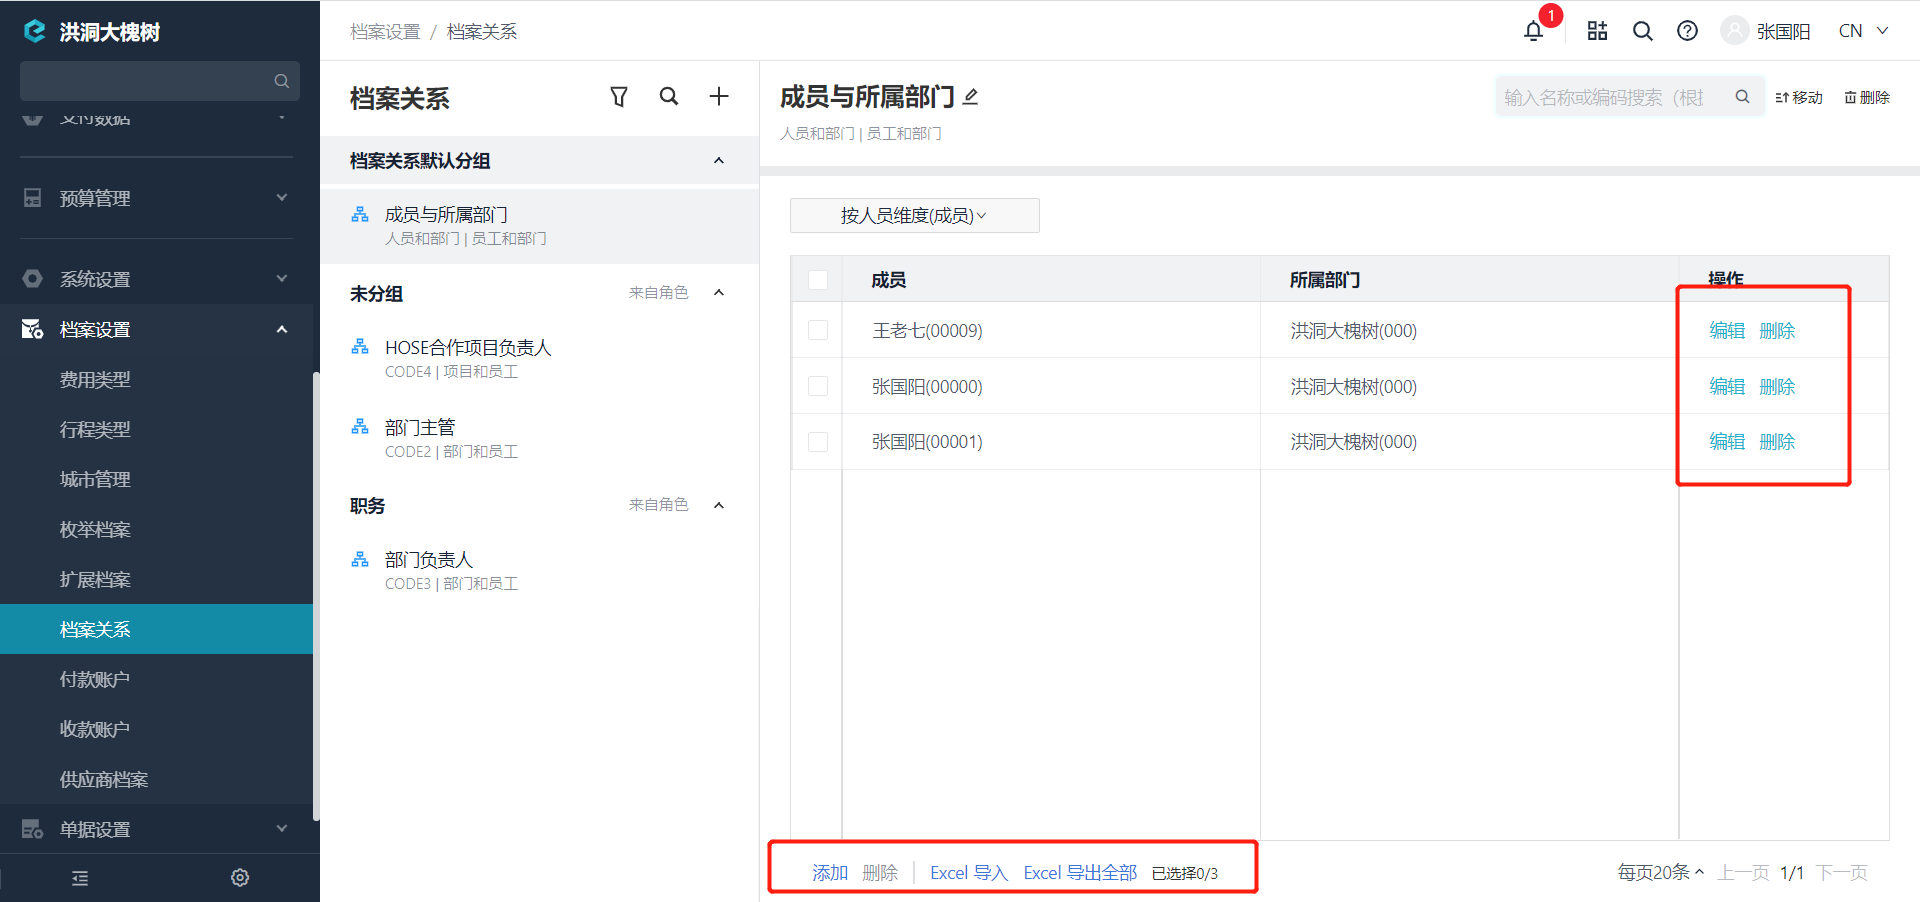 洪洞大槐树
支付数据
预算管理
系统设置
档案设置
费用类型
行程类型
城市管理
枚举档案
扩展档案
档案关系
付款账户
收款账户
供应商档案
单据设置
档案设置 / 档案关系
1
张国阳
CN
档案关系
档案关系默认分组
成员与所属部门
人员和部门 | 员工和部门
未分组 来自角色
HOSE合作项目负责人
CODE4 | 项目和员工
部门主管
CODE2 | 部门和员工
职务 来自角色
部门负责人
CODE3 | 部门和员工
成员与所属部门
人员和部门 | 员工和部门
输入名称或编码搜索（根
移动 删除
按人员维度(成员)
成员 所属部门 操作
王老七(00009) 洪洞大槐树(000) 编辑 删除
张国阳(00000) 洪洞大槐树(000) 编辑 删除
张国阳(00001) 洪洞大槐树(000) 编辑 删除
添加 删除 Excel 导入 Excel 导出全部 已选择0/3
每页20条 上一页 1/1 下一页